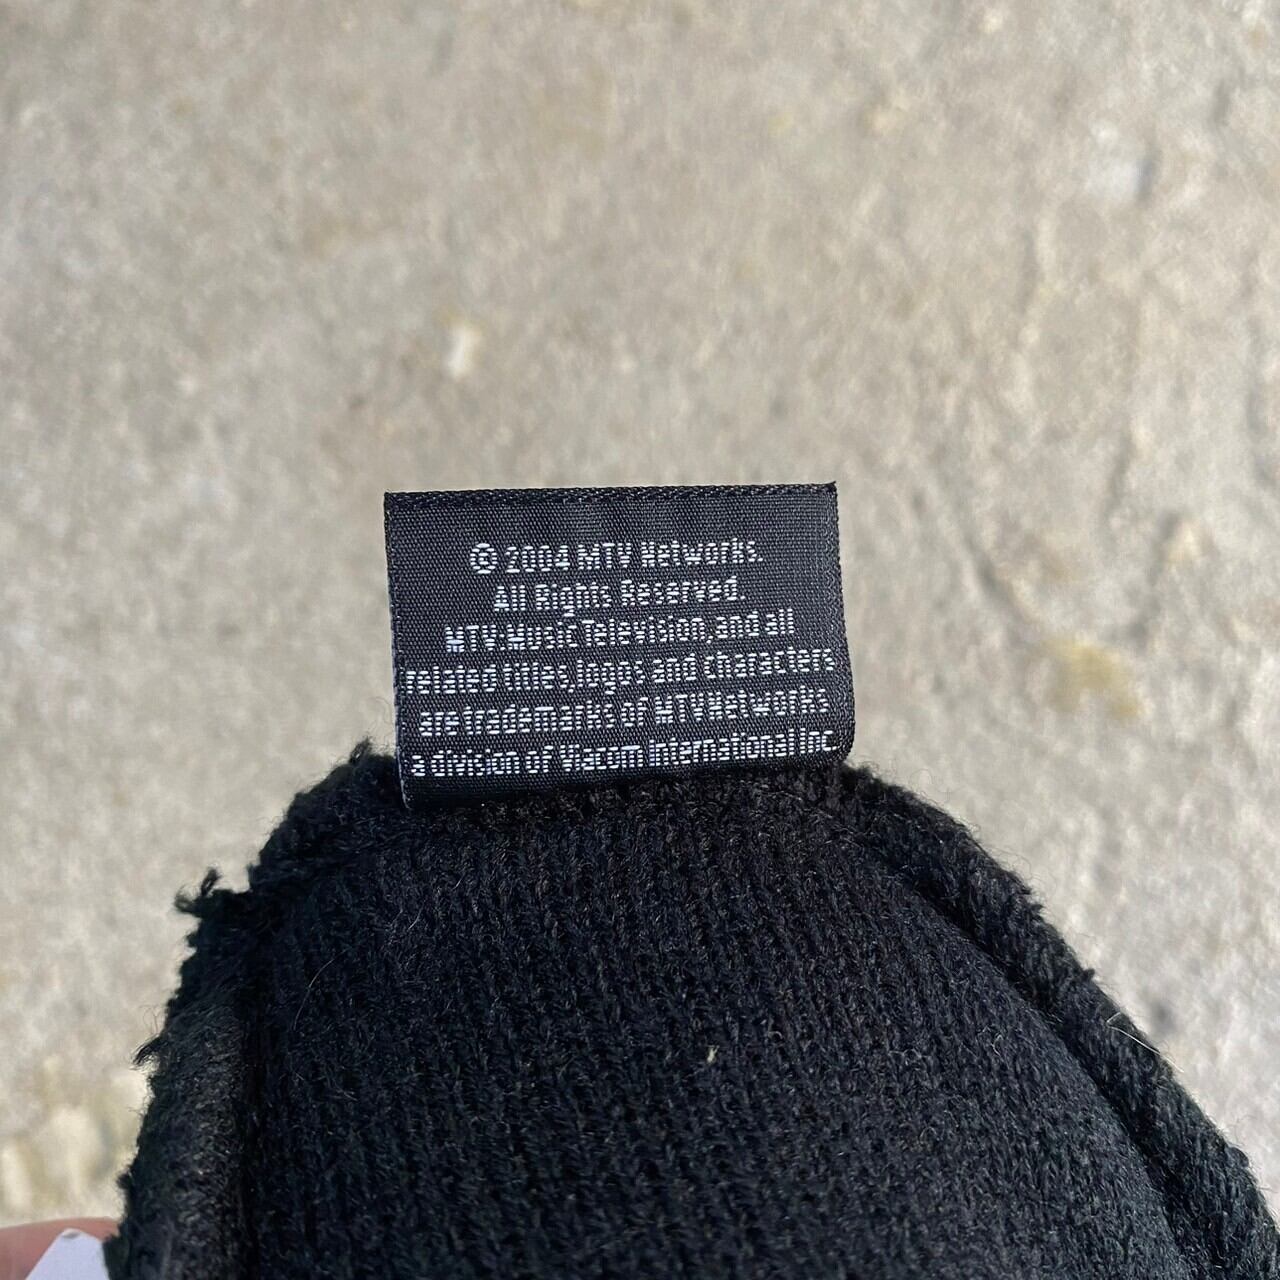 © 2004 MTV Networks.
All Rights Reserved.
MTV:Music Television, and all
related titles, logos and characters
are trademarks of MTV Networks
a division of Viacom International Inc.